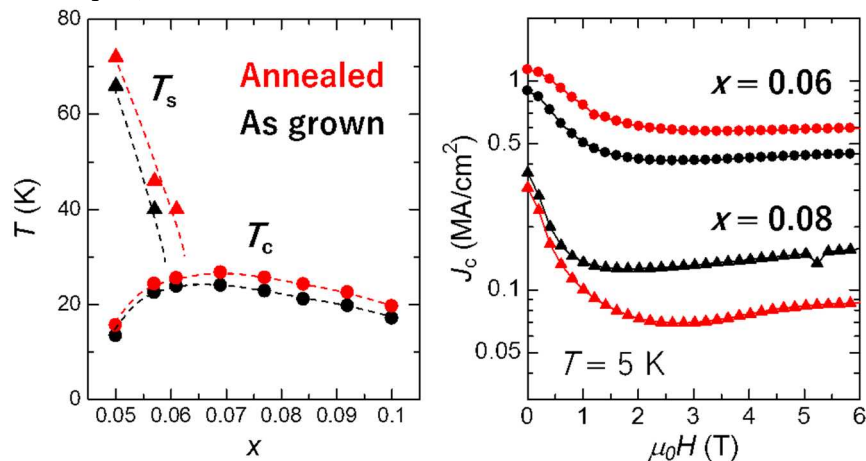 80
60
40
20
0
T (K)
0.05 0.06 0.07 0.08 0.09 0.1
x
Ts
Annealed
As grown
Tc
1
0.5
0.1
0.05
Jc (MA/cm²)
0 1 2 3 4 5 6
μ₀H (T)
x = 0.06
x = 0.08
T = 5 K